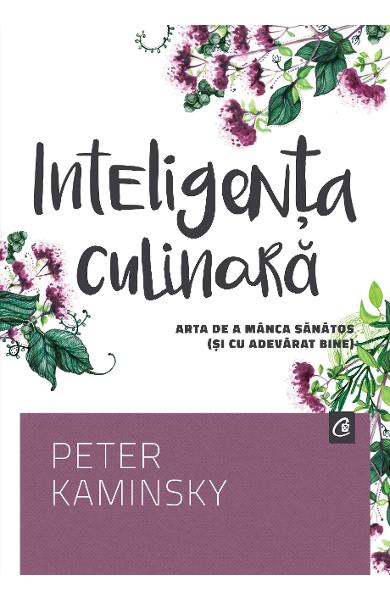 Inteligența
culinară
ARTA DE A MÂNCA SĂNĂTOS
(ȘI CU ADEVĂRAT BINE)
PETER
KAMINSKY